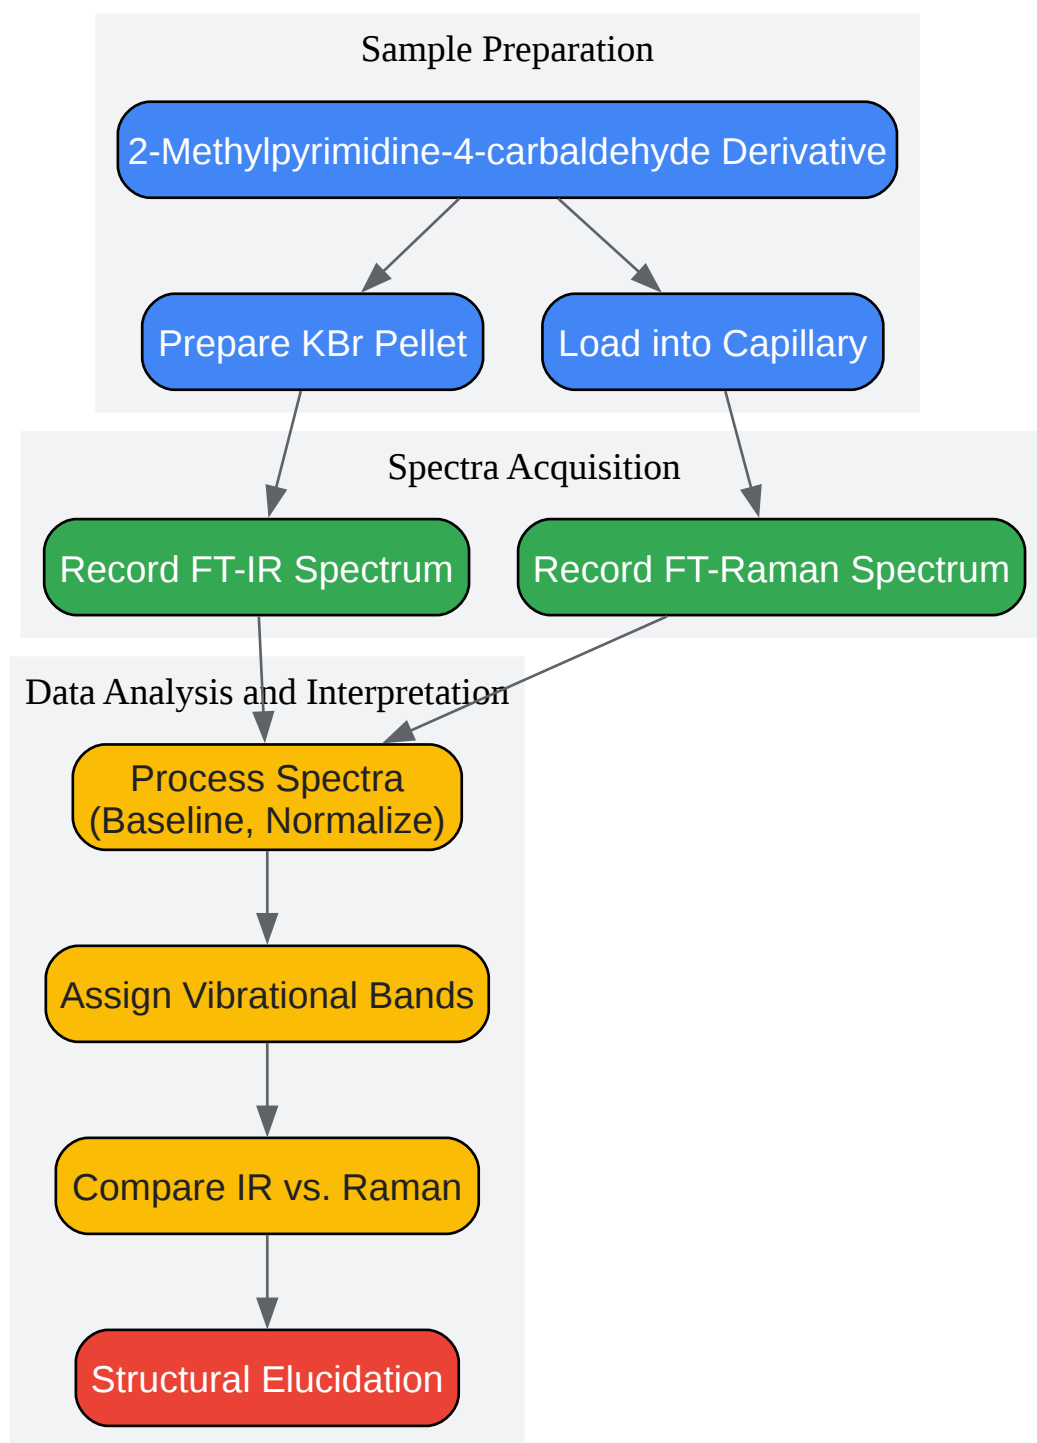 Sample Preparation
2-Methylpyrimidine-4-carbaldehyde Derivative
Prepare KBr Pellet
Load into Capillary
Spectra Acquisition
Record FT-IR Spectrum
Record FT-Raman Spectrum
Data Analysis and Interpretation
Process Spectra
(Baseline, Normalize)
Assign Vibrational Bands
Compare IR vs. Raman
Structural Elucidation